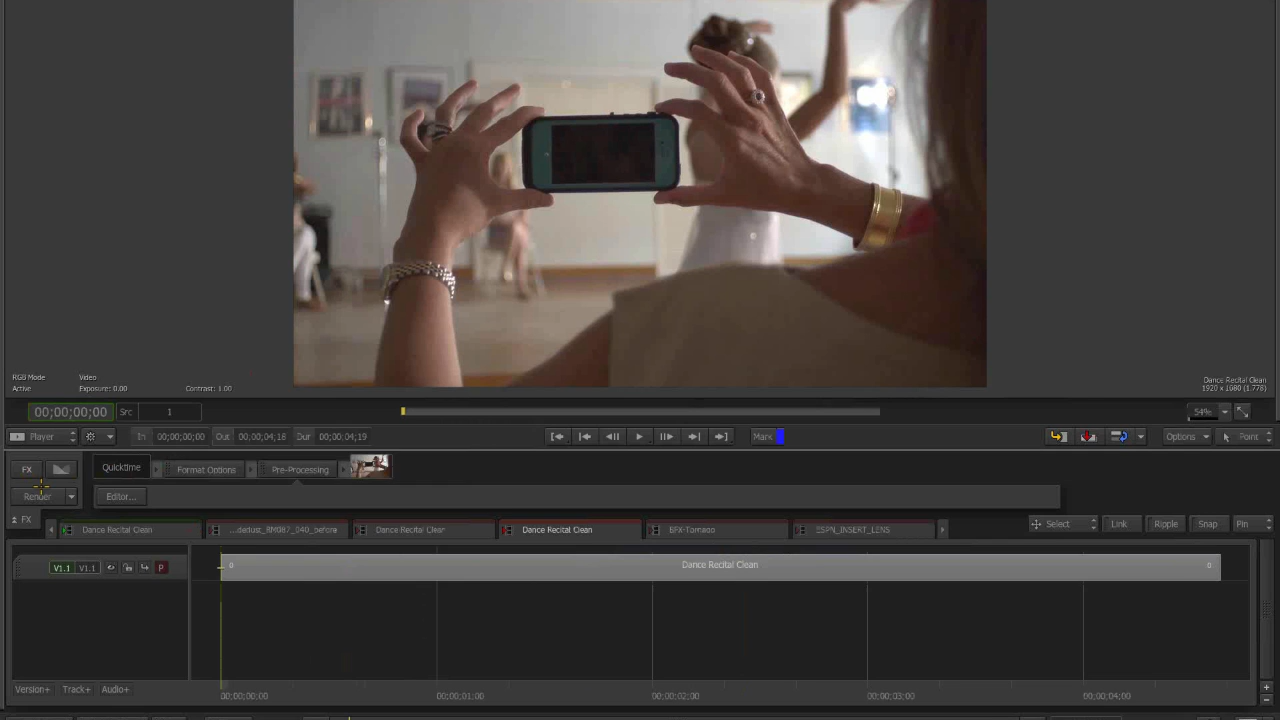 RGB Mode Video
Active Exposure: 0.00 Contrast: 1.00
Dance Recital Clean
1920 x 1080 (1.778)
00;00;00;00 Src 1 54%
Player In 00;00;00;00 Out 00;00;04;18 Dur 00;00;04;19 Mark Options Point
FX Quicktime Format Options Pre-Processing
Render Editor...
FX Dance Recital Clean ...dedust_RM087_040_before Dance Recital Clean Dance Recital Clean BFX-Tornado ESPN_INSERT_LENS Select Link Ripple Snap Pin
V1.1 V1.1 P 0 Dance Recital Clean 0
Version+ Track+ Audio+ 00;00;00;00 00;00;01;00 00;00;02;00 00;00;03;00 00;00;04;00